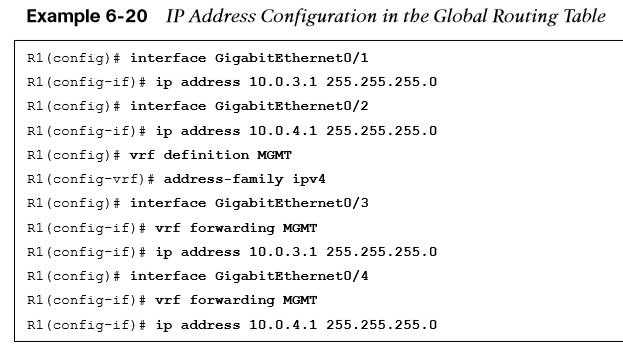 Example 6-20 IP Address Configuration in the Global Routing Table
R1(config)# interface GigabitEthernet0/1
R1(config-if)# ip address 10.0.3.1 255.255.255.0
R1(config)# interface GigabitEthernet0/2
R1(config-if)# ip address 10.0.4.1 255.255.255.0
R1(config)# vrf definition MGMT
R1(config-vrf)# address-family ipv4
R1(config)# interface GigabitEthernet0/3
R1(config-if)# vrf forwarding MGMT
R1(config-if)# ip address 10.0.3.1 255.255.255.0
R1(config)# interface GigabitEthernet0/4
R1(config-if)# vrf forwarding MGMT
R1(config-if)# ip address 10.0.4.1 255.255.255.0